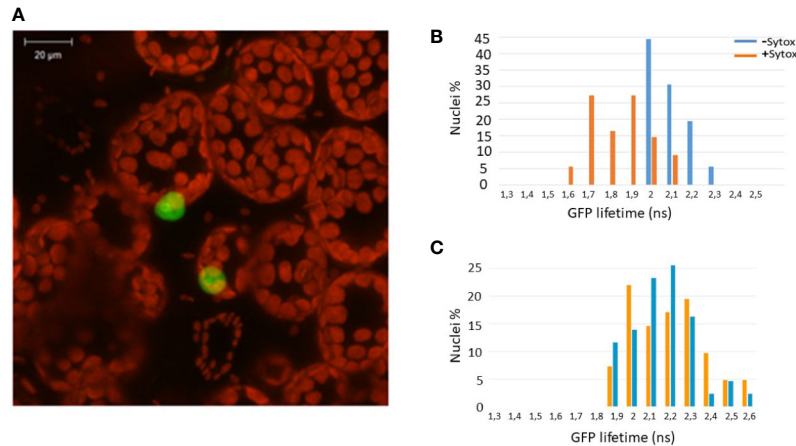 A
20 µm
B
Nuclei %
45
40
35
30
25
20
15
10
5
0
-Sytox
+Sytox
1,3 1,4 1,5 1,6 1,7 1,8 1,9 2 2,1 2,2 2,3 2,4 2,5
GFP lifetime (ns)
C
Nuclei %
25
20
15
10
5
0
1,3 1,4 1,5 1,6 1,7 1,8 1,9 2 2,1 2,2 2,3 2,4 2,5 2,6
GFP lifetime (ns)